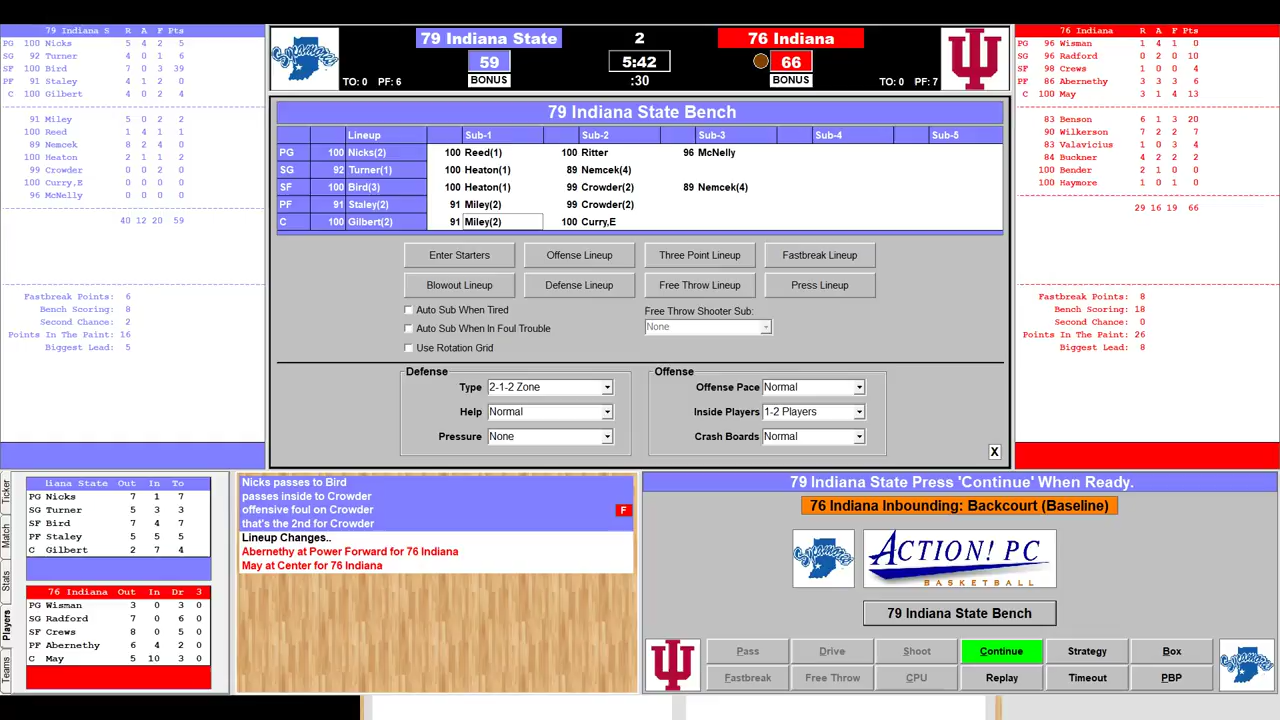 79 Indiana S R A F Pts
PG 100 Nicks 5 4 2 5
SG 92 Turner 4 0 1 6
SF 100 Bird 7 0 3 39
PF 91 Staley 4 1 2 0
C 100 Gilbert 4 0 2 4
91 Miley 5 0 2 2
100 Reed 1 4 1 1
89 Nemcek 8 2 4 0
100 Heaton 2 1 1 2
99 Crowder 0 0 2 0
100 Curry,E 0 0 0 0
96 McNelly 0 0 0 0
40 12 20 59
Fastbreak Points: 6
Bench Scoring: 8
Second Chance: 2
Points In The Paint: 16
Biggest Lead: 5
79 Indiana State 2 76 Indiana
59 5:42 66
BONUS :30 BONUS
TO: 0 PF: 6 TO: 0 PF: 7
Sycamores
79 Indiana State Bench
Lineup Sub-1 Sub-2 Sub-3 Sub-4 Sub-5
PG 100 Nicks(2) 100 Reed(1) 100 Ritter 96 McNelly
SG 92 Turner(1) 100 Heaton(1) 89 Nemcek(4)
SF 100 Bird(3) 100 Heaton(1) 99 Crowder(2) 89 Nemcek(4)
PF 91 Staley(2) 91 Miley(2) 99 Crowder(2)
C 100 Gilbert(2) 91 Miley(2) 100 Curry,E
Enter Starters Offense Lineup Three Point Lineup Fastbreak Lineup
Blowout Lineup Defense Lineup Free Throw Lineup Press Lineup
Auto Sub When Tired
Auto Sub When In Foul Trouble
Use Rotation Grid
Free Throw Shooter Sub:
None
Defense
Type 2-1-2 Zone
Help Normal
Pressure None
Offense
Offense Pace Normal
Inside Players 1-2 Players
Crash Boards Normal
X
76 Indiana R A F Pts
PG 96 Wisman 1 4 1 0
SG 96 Radford 0 2 0 10
SF 98 Crews 1 0 0 4
PF 86 Abernethy 3 3 3 6
C 100 May 3 1 4 13
83 Benson 6 1 3 20
90 Wilkerson 7 2 2 7
83 Valavicius 1 0 3 4
84 Buckner 4 2 2 2
100 Bender 2 1 0 0
100 Haymore 1 0 1 0
29 16 19 66
Fastbreak Points: 8
Bench Scoring: 18
Second Chance: 0
Points In The Paint: 26
Biggest Lead: 8
Ticker
Match
Stats
Players
Teams
liana State Out In To
PG Nicks 7 1 7
SG Turner 5 3 3
SF Bird 7 4 7
PF Staley 5 5 5
C Gilbert 2 7 4
76 Indiana Out In Dr 3
PG Wisman 3 0 3 0
SG Radford 7 0 6 0
SF Crews 8 0 5 0
PF Abernethy 6 4 2 0
C May 5 10 3 0
Nicks passes to Bird
passes inside to Crowder
offensive foul on Crowder F
that's the 2nd for Crowder
Lineup Changes..
Abernethy at Power Forward for 76 Indiana
May at Center for 76 Indiana
79 Indiana State Press 'Continue' When Ready.
76 Indiana Inbounding: Backcourt (Baseline)
Sycamores
ACTION! PC
BASKETBALL
79 Indiana State Bench
Pass Drive Shoot Continue Strategy Box
Fastbreak Free Throw CPU Replay Timeout PBP
Sycamores